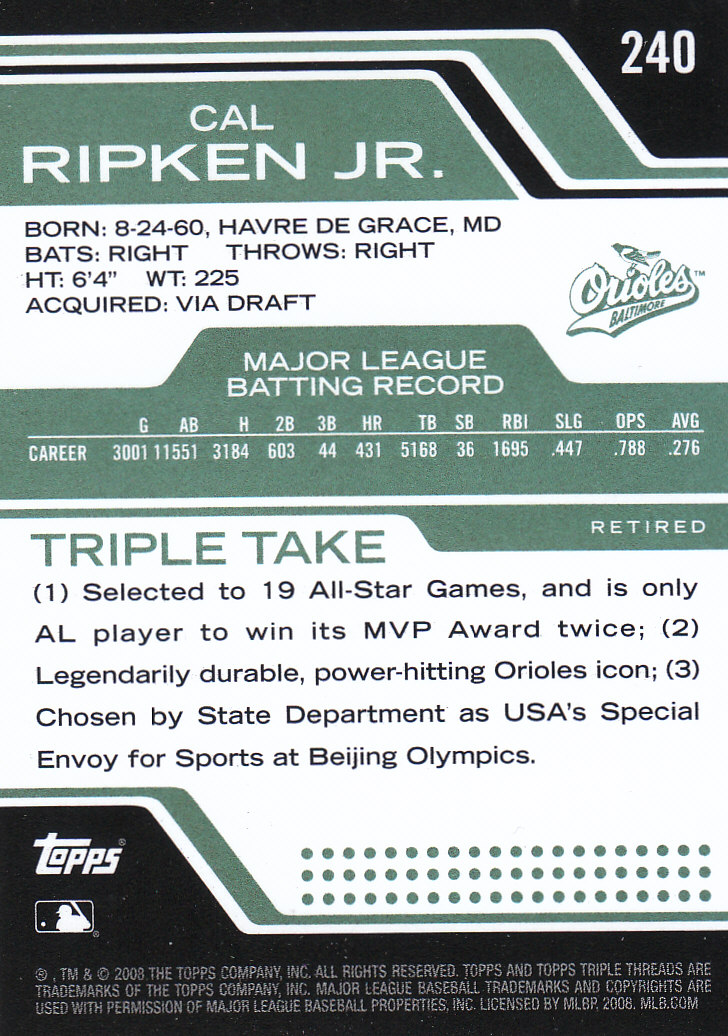 240
CAL
RIPKEN JR.
BORN: 8-24-60, HAVRE DE GRACE, MD
BATS: RIGHT THROWS: RIGHT
HT: 6'4" WT: 225
ACQUIRED: VIA DRAFT
Orioles™
BALTIMORE
MAJOR LEAGUE
BATTING RECORD
G AB H 2B 3B HR TB SB RBI SLG OPS AVG
CAREER 3001 11551 3184 603 44 431 5168 36 1695 .447 .788 .276
RETIRED
TRIPLE TAKE
(1) Selected to 19 All-Star Games, and is only
AL player to win its MVP Award twice; (2)
Legendarily durable, power-hitting Orioles icon; (3)
Chosen by State Department as USA's Special
Envoy for Sports at Beijing Olympics.
Topps®
®, TM & © 2008 THE TOPPS COMPANY, INC. ALL RIGHTS RESERVED. TOPPS AND TOPPS TRIPLE THREADS ARE
TRADEMARKS OF THE TOPPS COMPANY, INC. MAJOR LEAGUE BASEBALL TRADEMARKS AND COPYRIGHTS ARE
USED WITH PERMISSION OF MAJOR LEAGUE BASEBALL PROPERTIES, INC. LICENSED BY MLBP, 2008. MLB.COM